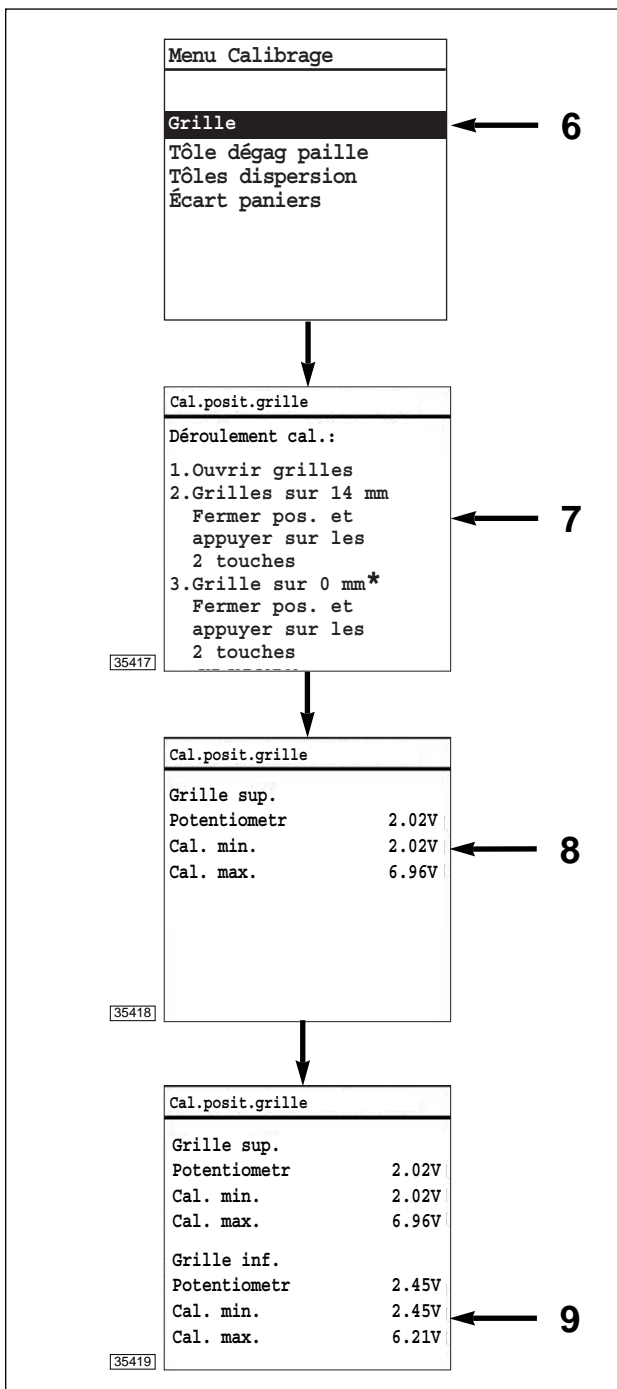 Menu Calibrage
Grille
6
Tôle dégag paille
Tôles dispersion
Écart paniers
Cal.posit.grille
Déroulement cal.:
1.Ouvrir grilles
2.Grilles sur 14 mm
Fermer pos. et
7
appuyer sur les
2 touches
3.Grille sur 0 mm*
Fermer pos. et
appuyer sur les
2 touches
35417
Cal.posit.grille
Grille sup.
Potentiometr 2.02V
Cal. min. 2.02V
8
Cal. max. 6.96V
35418
Cal.posit.grille
Grille sup.
Potentiometr 2.02V
Cal. min. 2.02V
Cal. max. 6.96V
Grille inf.
Potentiometr 2.45V
Cal. min. 2.45V
9
Cal. max. 6.21V
35419